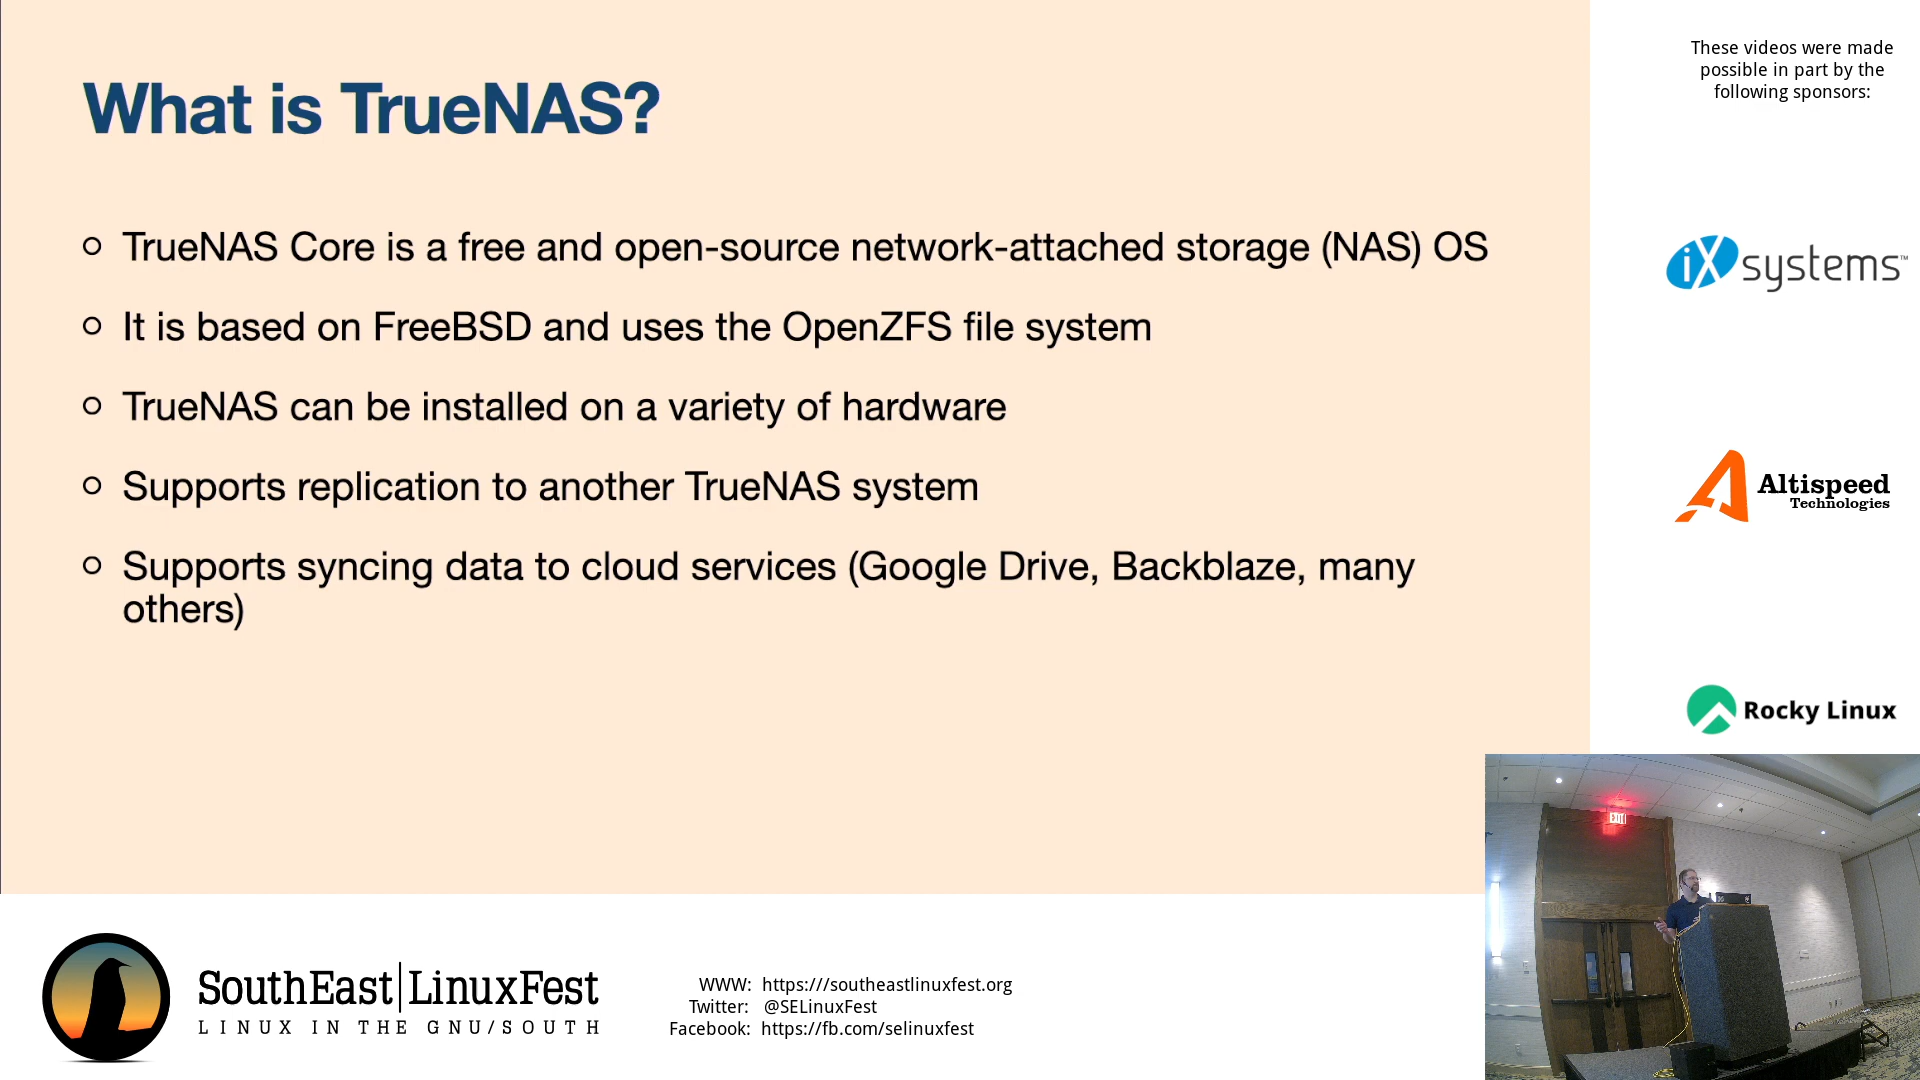 What is TrueNAS?
TrueNAS Core is a free and open-source network-attached storage (NAS) OS
It is based on FreeBSD and uses the OpenZFS file system
TrueNAS can be installed on a variety of hardware
Supports replication to another TrueNAS system
Supports syncing data to cloud services (Google Drive, Backblaze, many
others)
These videos were made
possible in part by the
following sponsors:
iXsystems™
Altispeed
Technologies
Rocky Linux
EXIT
SouthEast|LinuxFest
LINUX IN THE GNU/SOUTH
WWW: https:///southeastlinuxfest.org
Twitter: @SELinuxFest
Facebook: https://fb.com/selinuxfest